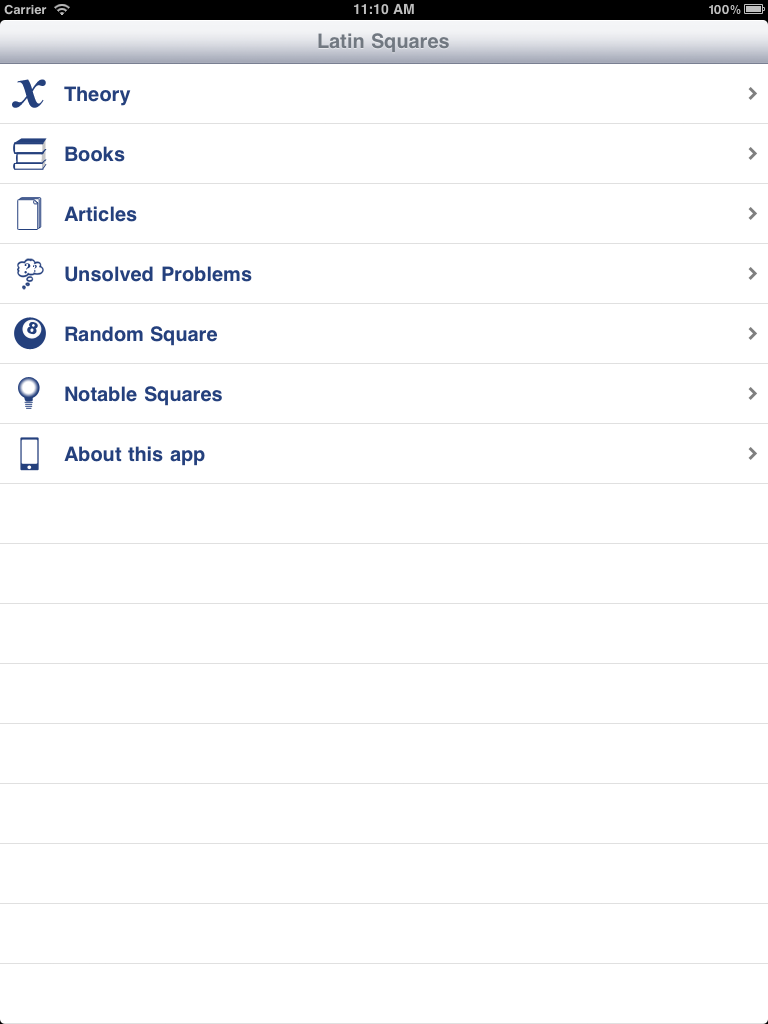 Carrier 11:10 AM 100%
Latin Squares
x Theory
Books
Articles
?? Unsolved Problems
8 Random Square
Notable Squares
About this app